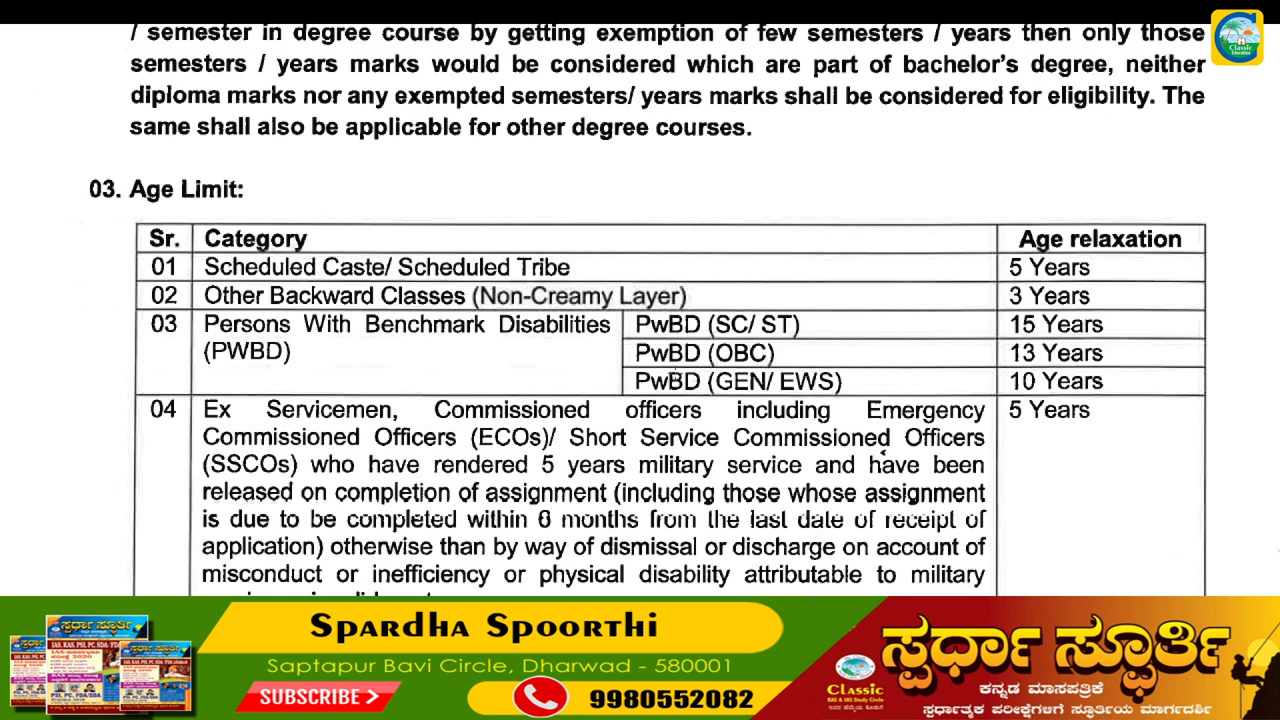 / semester in degree course by getting exemption of few semesters / years then only those
semesters / years marks would be considered which are part of bachelor's degree, neither
diploma marks nor any exempted semesters/ years marks shall be considered for eligibility. The
same shall also be applicable for other degree courses.
Classic
Education
03. Age Limit:
Sr. Category Age relaxation
01 Scheduled Caste/ Scheduled Tribe 5 Years
02 Other Backward Classes (Non-Creamy Layer) 3 Years
03 Persons With Benchmark Disabilities PwBD (SC/ ST) 15 Years
(PWBD) PwBD (OBC) 13 Years
PwBD (GEN/ EWS) 10 Years
04 Ex Servicemen, Commissioned officers including Emergency 5 Years
Commissioned Officers (ECOs)/ Short Service Commissioned Officers
(SSCOs) who have rendered 5 years military service and have been
released on completion of assignment (including those whose assignment
is due to be completed within 6 months from the last date of receipt of
application) otherwise than by way of dismissal or discharge on account of
misconduct or inefficiency or physical disability attributable to military
Spardha Spoorthi
Saptapur Bavi Circle Dharwad - 580001
SUBSCRIBE >
9980552082
Classic
KAS & IAS Study Circle
ಸ್ಪರ್ಧಾ ಸ್ಫೂರ್ತಿ
ಕನ್ನಡ ಮಾಸಪತ್ರಿಕೆ
ಸ್ಪರ್ಧಾತ್ಮಕ ಪರೀಕ್ಷೆಗಳಿಗೆ ಸ್ಫೂರ್ತಿಯ ಮಾರ್ಗದರ್ಶಿ